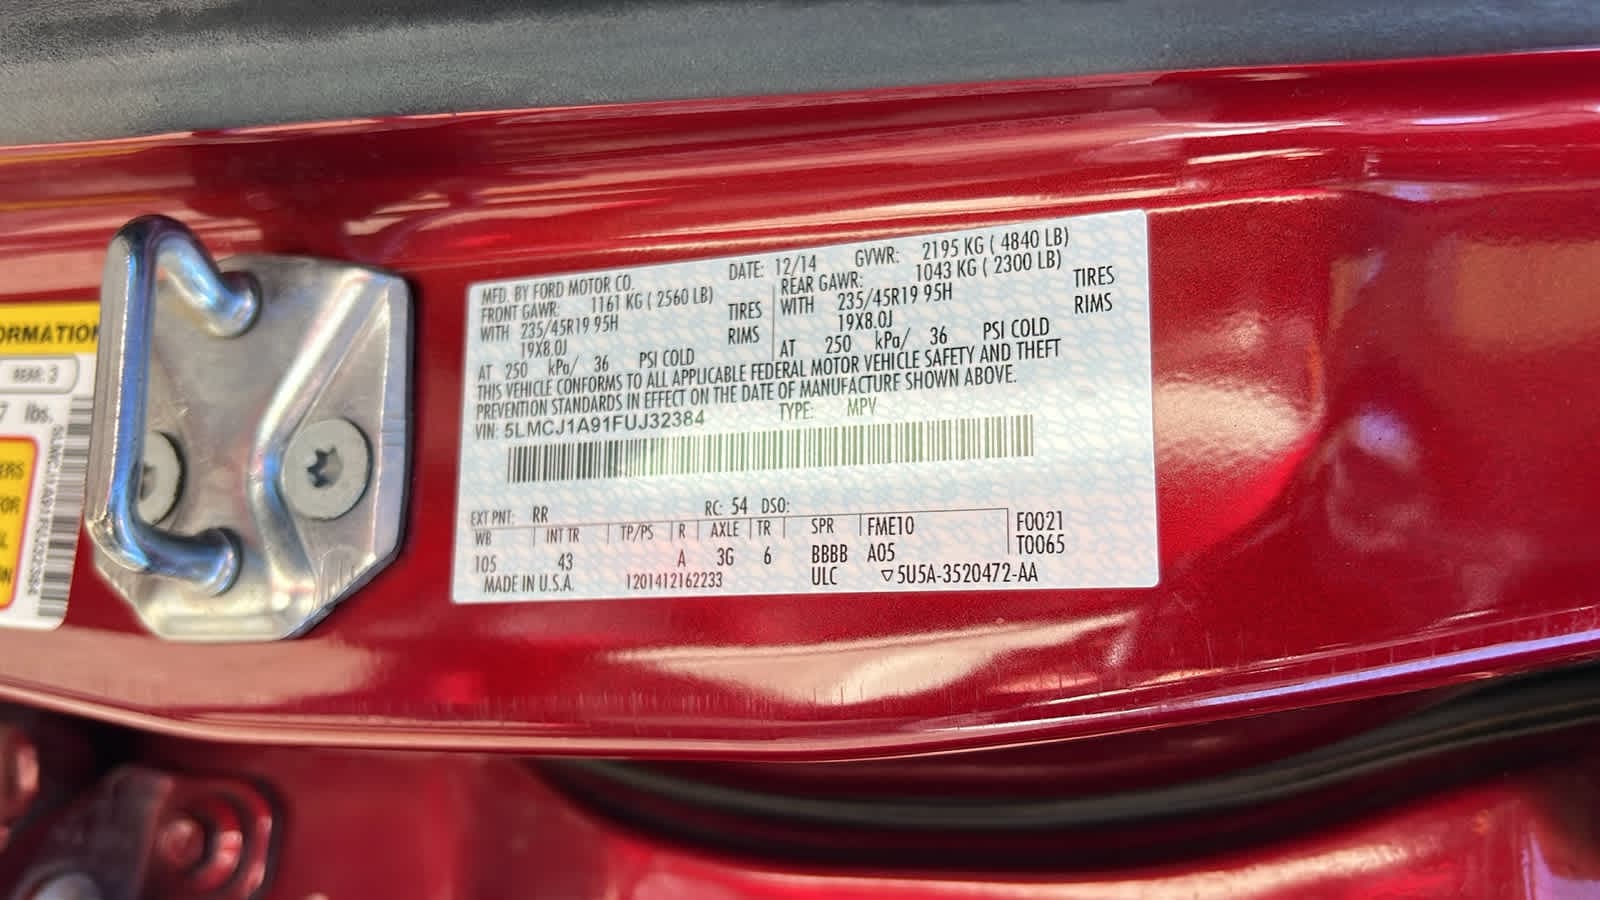 ORMATION
REAR: 3
7 lbs.
ERS
FOR
MFD. BY FORD MOTOR CO.
FRONT GAWR: 1161 KG ( 2560 LB)
WITH 235/45R19 95H TIRES
19X8.0J RIMS
AT 250 kPa/ 36 PSI COLD
DATE: 12/14 GVWR: 2195 KG ( 4840 LB)
REAR GAWR: 1043 KG ( 2300 LB)
WITH 235/45R19 95H TIRES
19X8.0J RIMS
AT 250 kPa/ 36 PSI COLD
THIS VEHICLE CONFORMS TO ALL APPLICABLE FEDERAL MOTOR VEHICLE SAFETY AND THEFT
PREVENTION STANDARDS IN EFFECT ON THE DATE OF MANUFACTURE SHOWN ABOVE.
VIN: 5LMCJ1A91FUJ32384 TYPE: MPV
EXT PNT: RR RC: 54 DSO:
WB INT TR TP/PS R AXLE TR SPR FME10 F0021
105 43 A 3G 6 BBBB A05 T0065
MADE IN U.S.A. 1201412162233 ULC ▽5U5A-3520472-AA